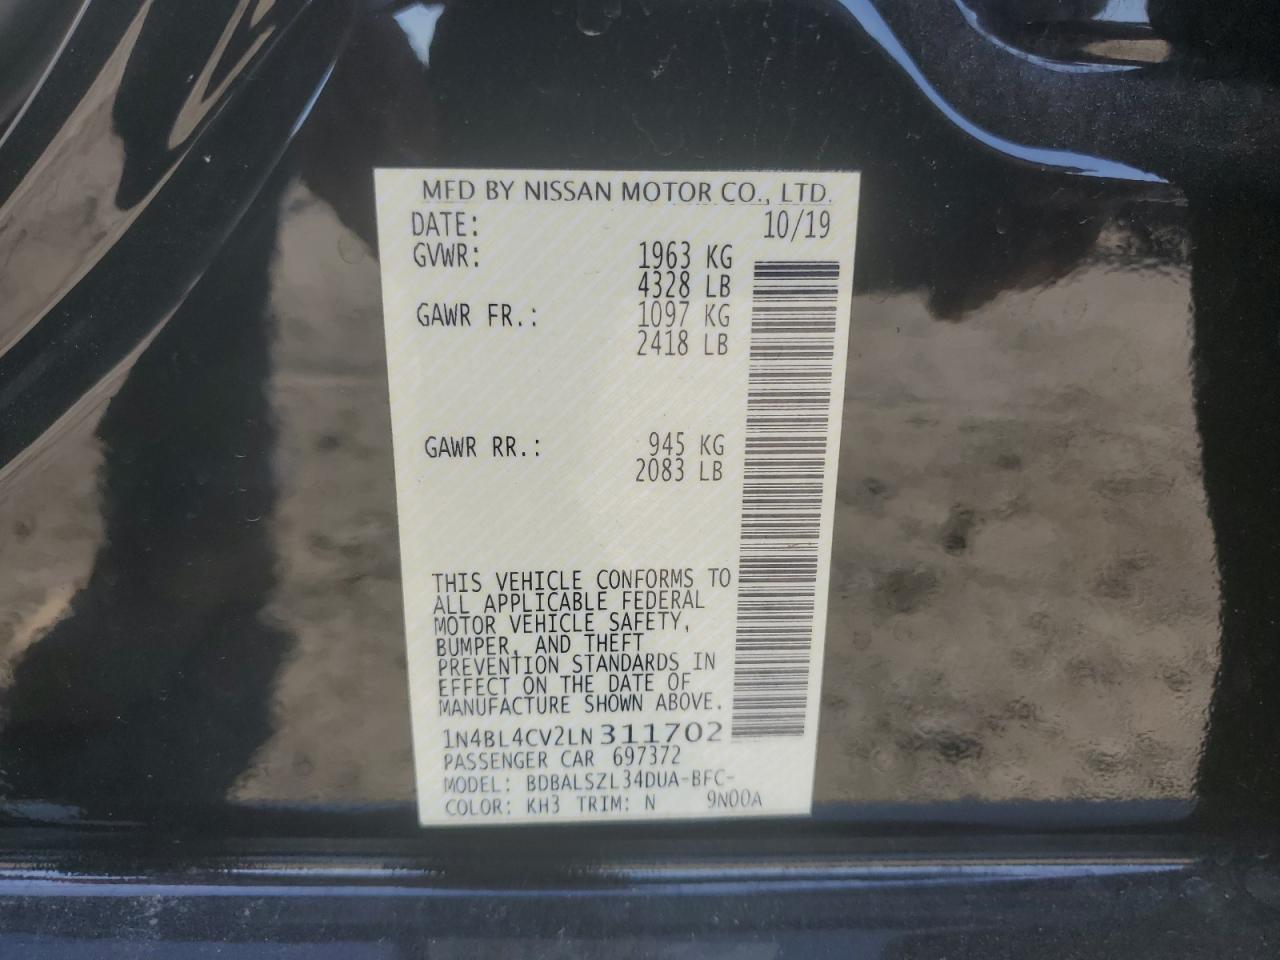 MFD BY NISSAN MOTOR CO., LTD.
DATE: 10/19
GVWR: 1963 KG
4328 LB
GAWR FR.: 1097 KG
2418 LB
GAWR RR.: 945 KG
2083 LB
THIS VEHICLE CONFORMS TO
ALL APPLICABLE FEDERAL
MOTOR VEHICLE SAFETY,
BUMPER, AND THEFT
PREVENTION STANDARDS IN
EFFECT ON THE DATE OF
MANUFACTURE SHOWN ABOVE.
1N4BL4CV2LN311702
PASSENGER CAR 697372
MODEL: BDBALSZL34DUA-BFC-
COLOR: KH3 TRIM: N 9N00A